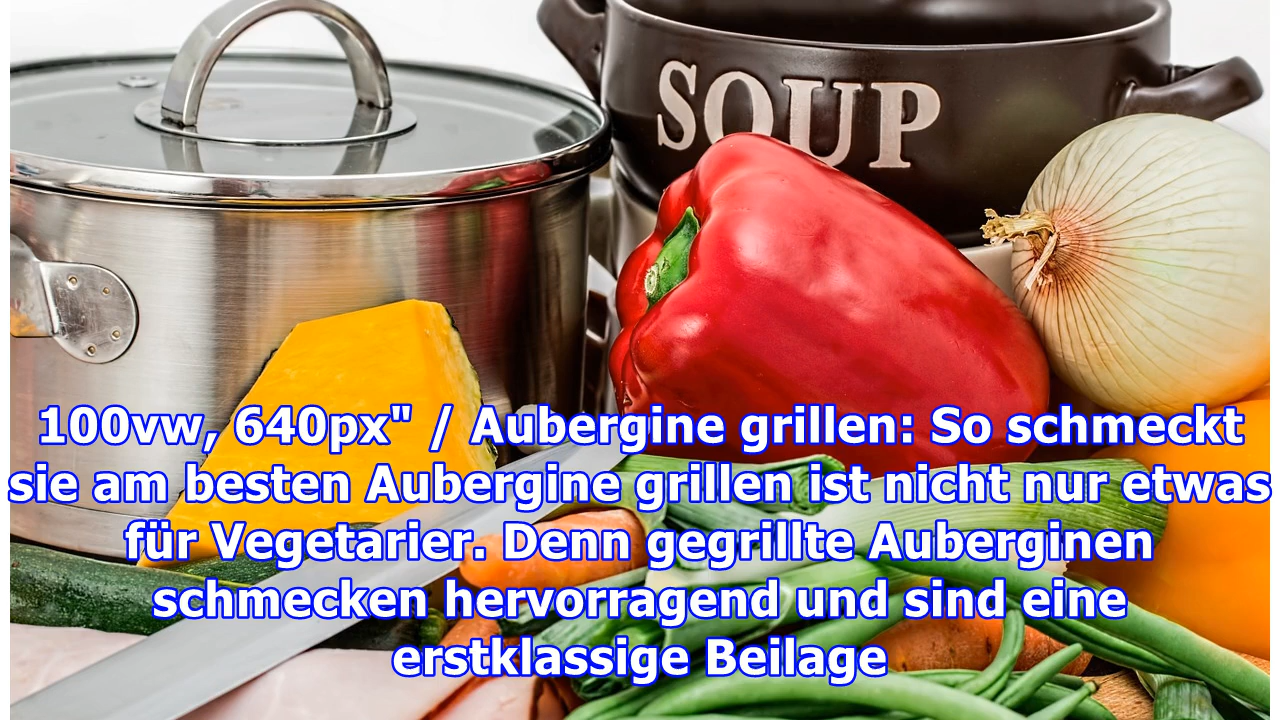 SOUP
100vw, 640px" / Aubergine grillen: So schmeckt
sie am besten Aubergine grillen ist nicht nur etwas
für Vegetarier. Denn gegrillte Auberginen
schmecken hervorragend und sind eine
erstklassige Beilage